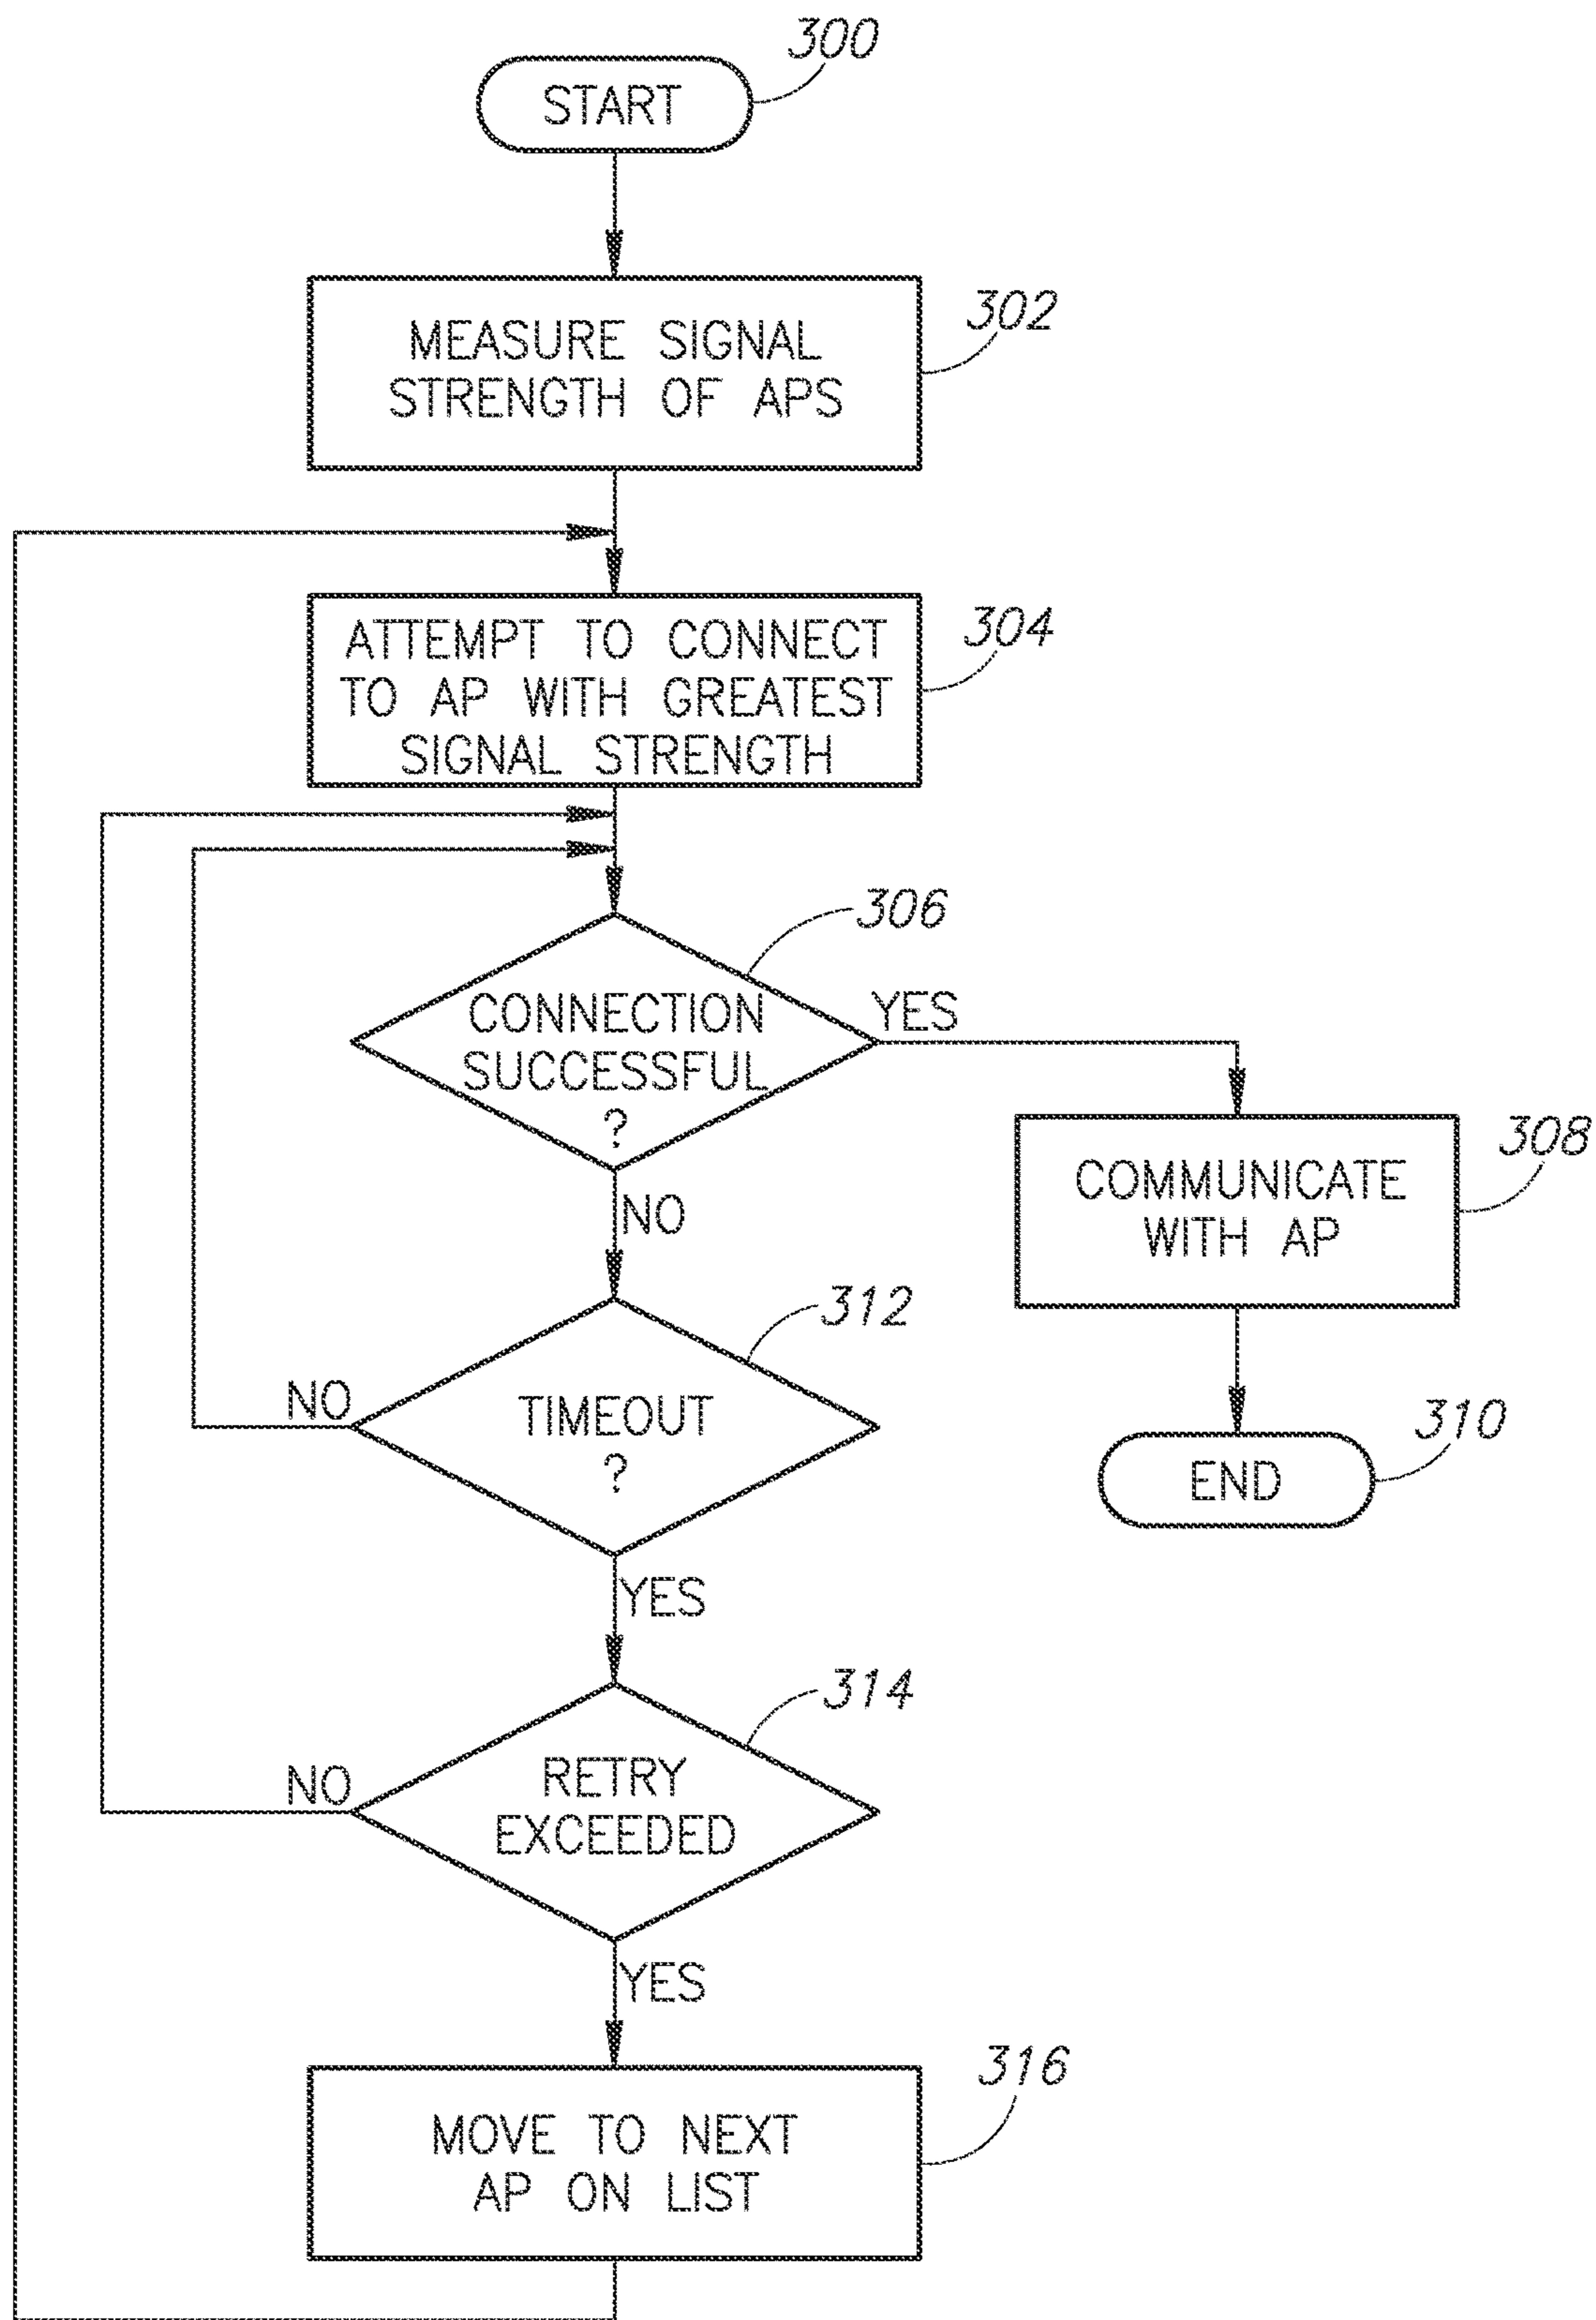 300
START
302
MEASURE SIGNAL
STRENGTH OF APS
304
ATTEMPT TO CONNECT
TO AP WITH GREATEST
SIGNAL STRENGTH
306
CONNECTION
SUCCESSFUL
?
YES
NO
308
COMMUNICATE
WITH AP
312
TIMEOUT
?
NO
YES
310
END
314
RETRY
EXCEEDED
NO
YES
316
MOVE TO NEXT
AP ON LIST